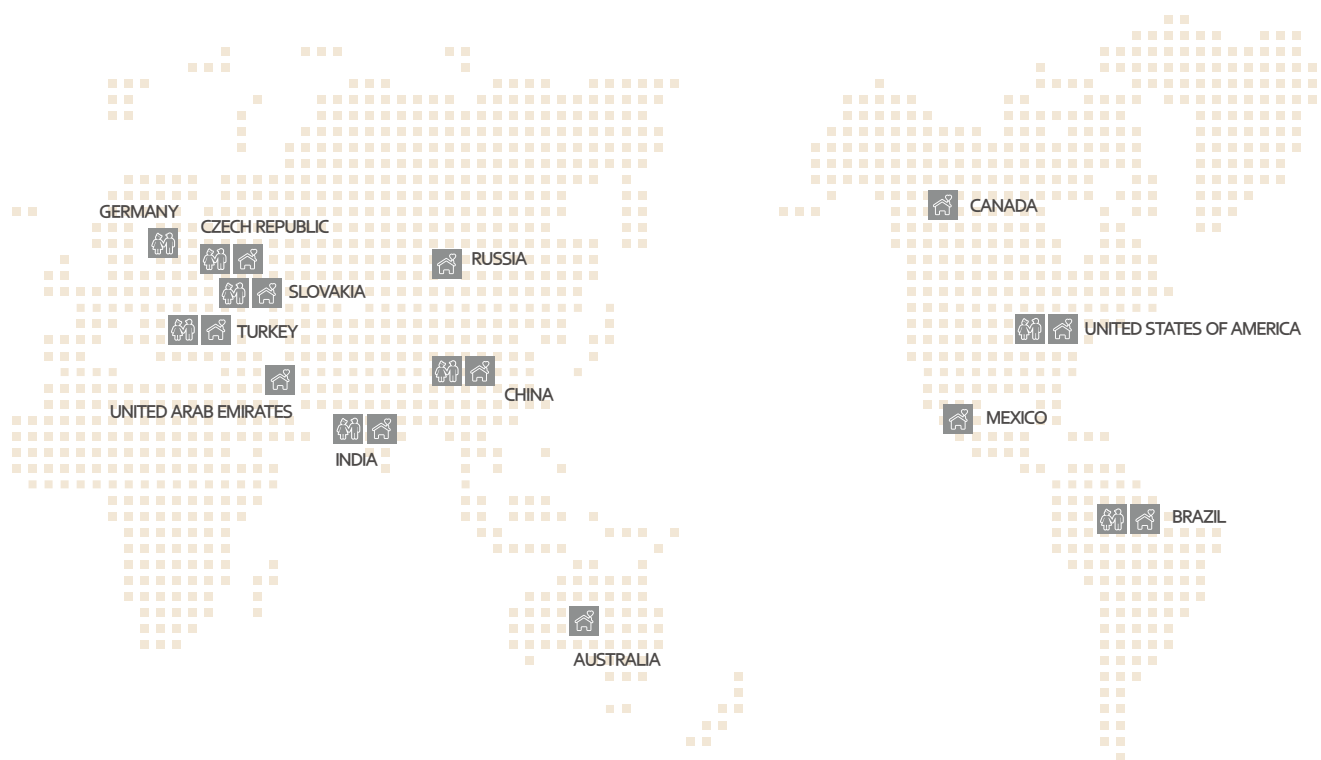 CANADA
GERMANY
CZECH REPUBLIC
RUSSIA
SLOVAKIA
TURKEY
UNITED STATES OF AMERICA
CHINA
UNITED ARAB EMIRATES
MEXICO
INDIA
BRAZIL
AUSTRALIA